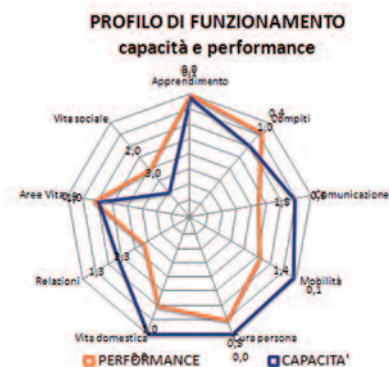 PROFILO DI FUNZIONAMENTO
capacità e performance
Apprendimento
0,4
Vita sociale
Compiti
1,0
2,0
3,0
Aree Vita
Comunicazione
1,8
Relazioni
1,3
2,3
1,4
Mobilità
0,1
Vita domestica
Cura persona
0,5
0,0
PERFORMANCE
CAPACITA'